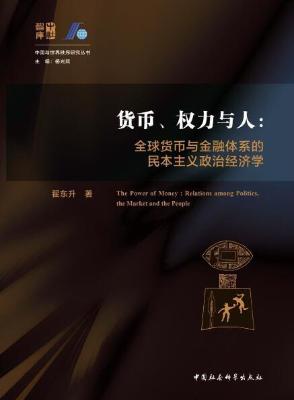 智库
中国与世界秩序研究丛书
主 编：杨光斌
货币、权力与人：
全球货币与金融体系的
民本主义政治经济学
翟东升 著
The Power of Money : Relations among Politics,
the Market and the People
中国社会科学出版社